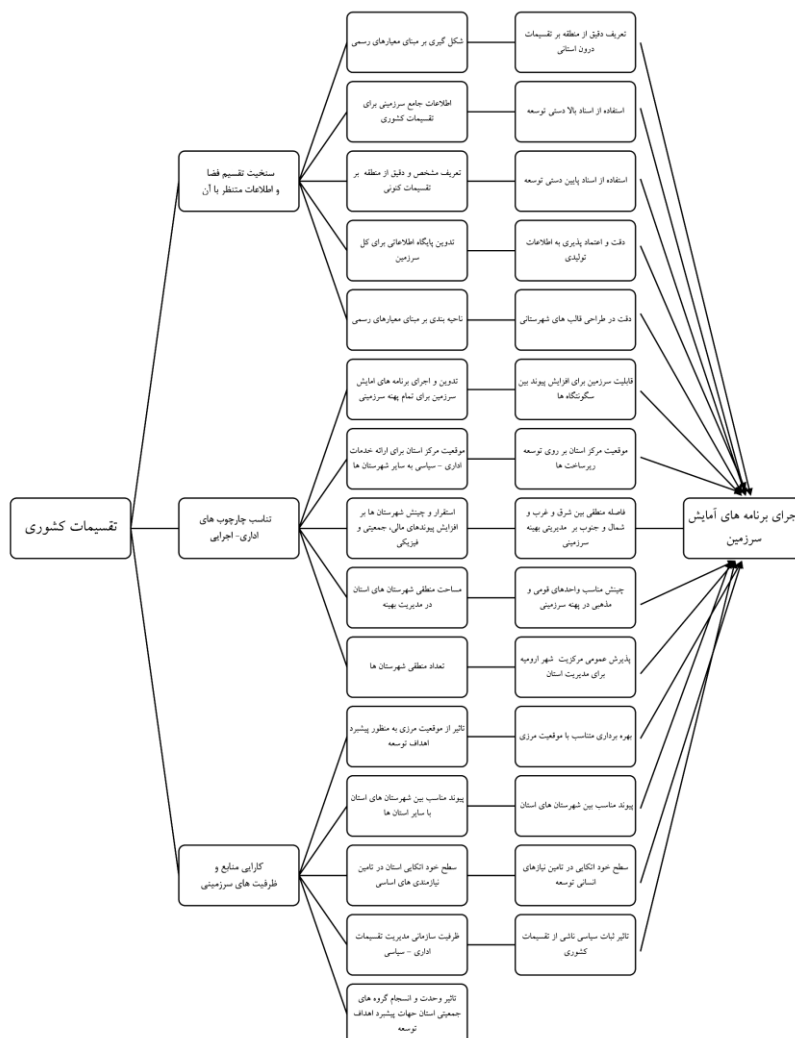 تقسیمات کشوری
سنخیت تقسیم فضا
و اطلاعات متنظر با آن
شکل گیری بر مبنای معیارهای رسمی
تعریف دقیق از منطقه بر تقسیمات
درون استانی
اطلاعات جامع سرزمینی برای
تقسیمات کشوری
استفاده از اسناد بالا دستی توسعه
تعریف مشخص و دقیق از منطقه بر
تقسیمات کنونی
استفاده از اسناد پایین دستی توسعه
تدوین پایگاه اطلاعاتی برای کل
سرزمین
دقت و اعتماد پذیری به اطلاعات
تولیدی
ناحیه بندی بر مبنای معیارهای رسمی
دقت در طراحی قالب های شهرستانی
تناسب چارچوب های
اداری- اجرایی
تدوین و اجرای برنامه های امایش
سرزمین برای تمام پهنه سرزمینی
قابلیت سرزمین برای افزایش پیوند بین
سکونتگاه ها
موقعیت مرکز استان برای ارائه خدمات
اداری - سیاسی به سایر شهرستان ها
موقعیت مرکز استان بر روی توسعه
زیرساخت ها
استقرار و چینش شهرستان ها بر
افزایش پیوندهای مالی، جمعیتی و
فیزیکی
فاصله منطقی بین شرق و غرب و
شمال و جنوب بر مدیریتی بهینه
سرزمینی
مساحت منطقی شهرستان های استان
در مدیریت بهینه
چینش مناسب واحدهای قومی و
مذهبی در پهنه سرزمینی
تعداد منطقی شهرستان ها
پذیرش عمومی مرکزیت شهر ارومیه
برای مدیریت استان
کارایی منابع و
ظرفیت های سرزمینی
تاثیر از موقعیت مرزی به منظور پیشبرد
اهداف توسعه
بهره برداری متناسب با موقعیت مرزی
پیوند مناسب بین شهرستان های استان
با سایر استان ها
پیوند مناسب بین شهرستان های استان
سطح خود اتکایی استان در تامین
نیازمندی های اساسی
سطح خود اتکایی در تامین نیازهای
انسانی توسعه
ظرفیت سازمانی مدیریت تقسیمات
اداری - سیاسی
تاثیر ثبات سیاسی ناشی از تقسیمات
کشوری
تاثیر وحدت و انسجام گروه های
جمعیتی استان جهات پیشبرد اهداف
توسعه
جرای برنامه های آمایش
سرزمین